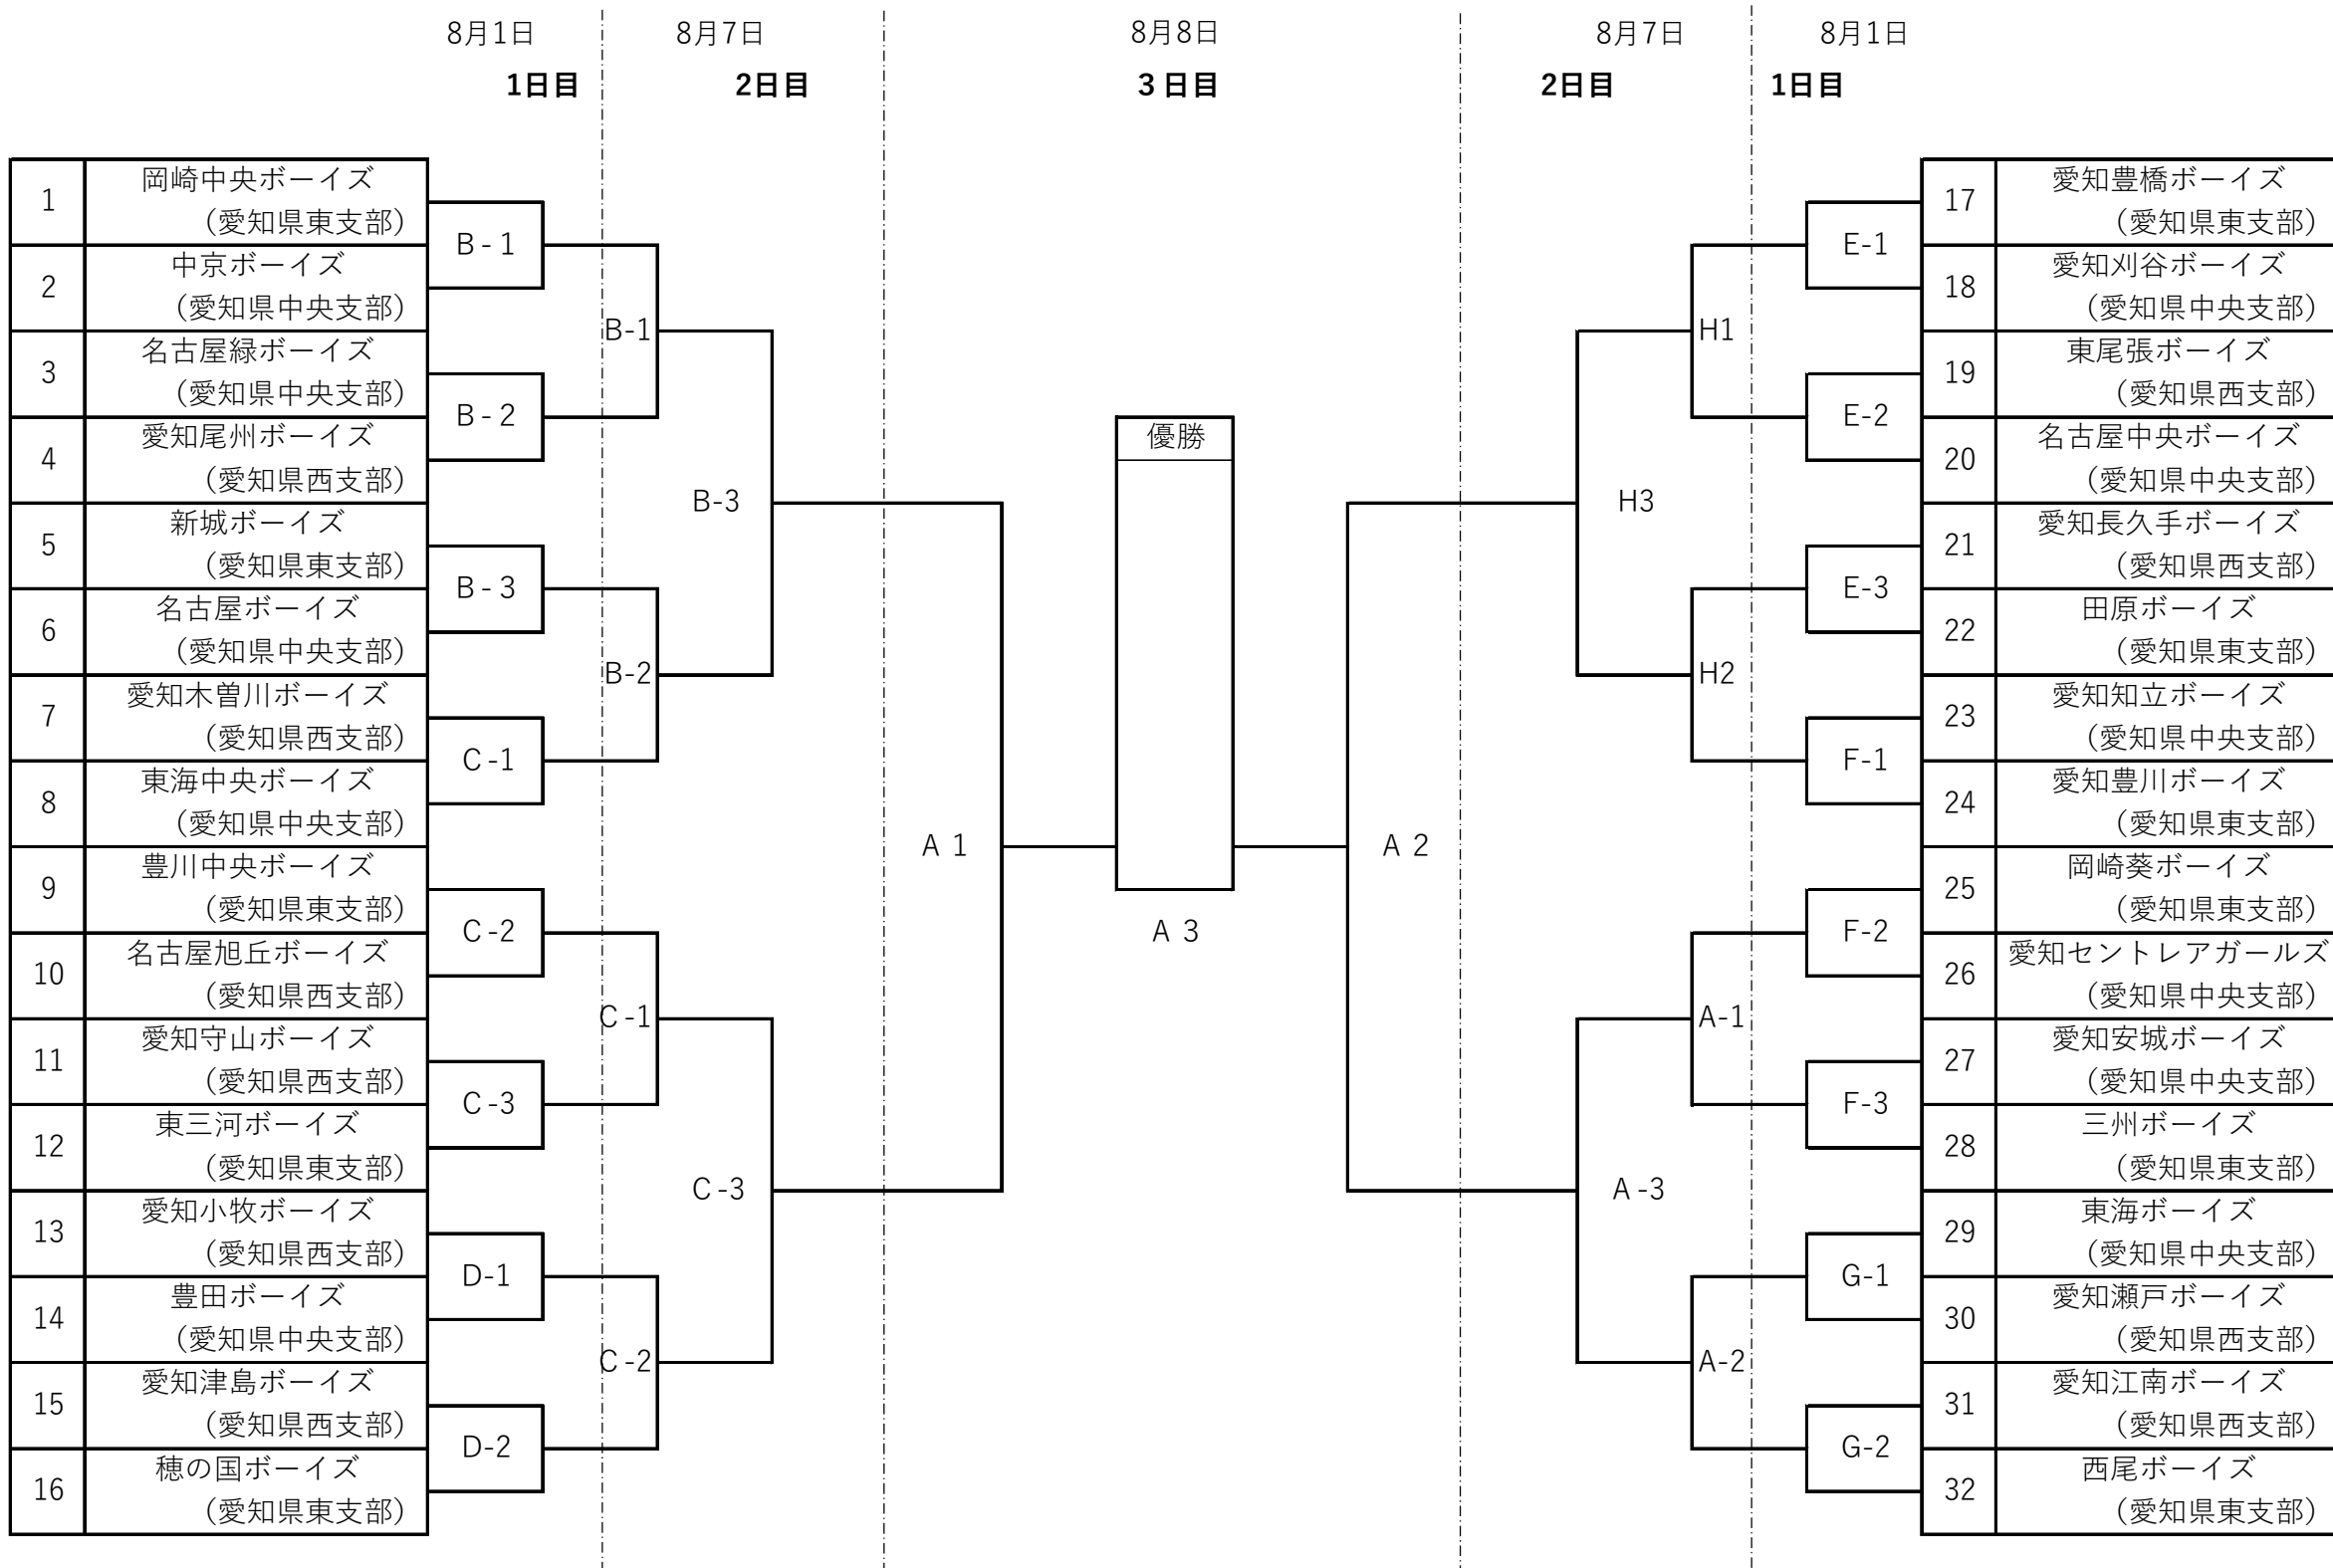 8月1日 8月7日 8月8日 8月7日 8月1日
1日目 2日目 3日目 2日目 1日目
1 岡崎中央ボーイズ
（愛知県東支部）
2 中京ボーイズ
（愛知県中央支部）
3 名古屋緑ボーイズ
（愛知県中央支部）
4 愛知尾州ボーイズ
（愛知県西支部）
5 新城ボーイズ
（愛知県東支部）
6 名古屋ボーイズ
（愛知県中央支部）
7 愛知木曽川ボーイズ
（愛知県西支部）
8 東海中央ボーイズ
（愛知県中央支部）
9 豊川中央ボーイズ
（愛知県東支部）
10 名古屋旭丘ボーイズ
（愛知県西支部）
11 愛知守山ボーイズ
（愛知県西支部）
12 東三河ボーイズ
（愛知県東支部）
13 愛知小牧ボーイズ
（愛知県西支部）
14 豊田ボーイズ
（愛知県中央支部）
15 愛知津島ボーイズ
（愛知県西支部）
16 穂の国ボーイズ
（愛知県東支部）
B-1
B-2
B-3
C-1
C-2
C-3
D-1
D-2
B-1
B-2
C-1
C-2
B-3
C-3
A 1
優勝
A 3
A 2
H3
A-3
H1
H2
A-1
A-2
E-1
E-2
E-3
F-1
F-2
F-3
G-1
G-2
17 愛知豊橋ボーイズ
（愛知県東支部）
18 愛知刈谷ボーイズ
（愛知県中央支部）
19 東尾張ボーイズ
（愛知県西支部）
20 名古屋中央ボーイズ
（愛知県中央支部）
21 愛知長久手ボーイズ
（愛知県西支部）
22 田原ボーイズ
（愛知県東支部）
23 愛知知立ボーイズ
（愛知県中央支部）
24 愛知豊川ボーイズ
（愛知県東支部）
25 岡崎葵ボーイズ
（愛知県東支部）
26 愛知セントレアガールズ
（愛知県中央支部）
27 愛知安城ボーイズ
（愛知県中央支部）
28 三州ボーイズ
（愛知県東支部）
29 東海ボーイズ
（愛知県中央支部）
30 愛知瀬戸ボーイズ
（愛知県西支部）
31 愛知江南ボーイズ
（愛知県西支部）
32 西尾ボーイズ
（愛知県東支部）